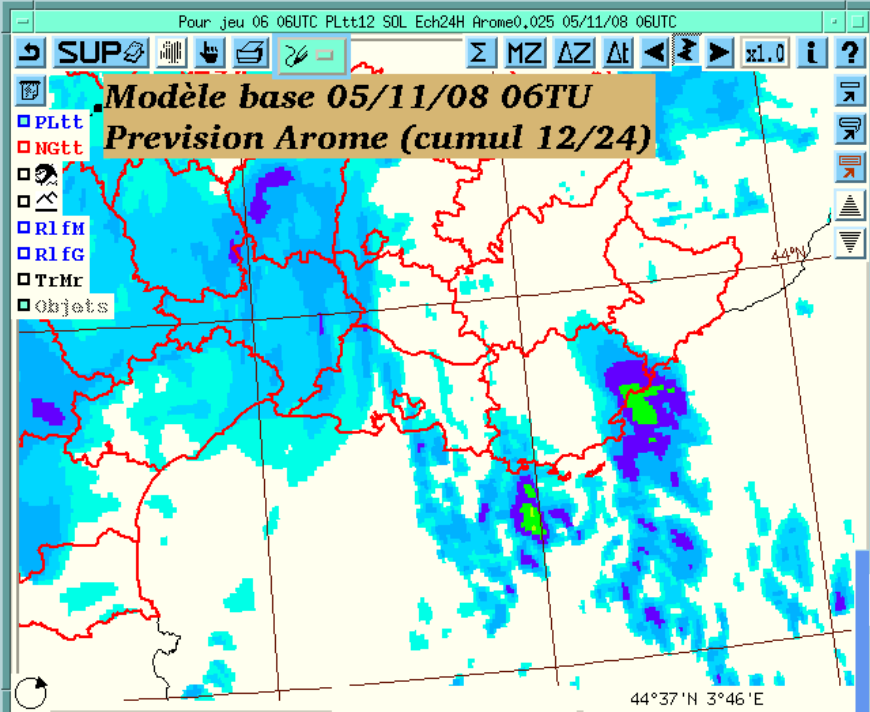 Pour jeu 06 06UTC PLtt12 SOL Ech24H Arome0.025 05/11/08 06UTC
SUP Σ MZ ΔZ Δt x1.0 i ?
Modèle base 05/11/08 06TU
Prevision Arome (cumul 12/24)
PLtt
NGtt
RlfM
RlfG
TrMr
Objets
44°N
44°37'N 3°46'E